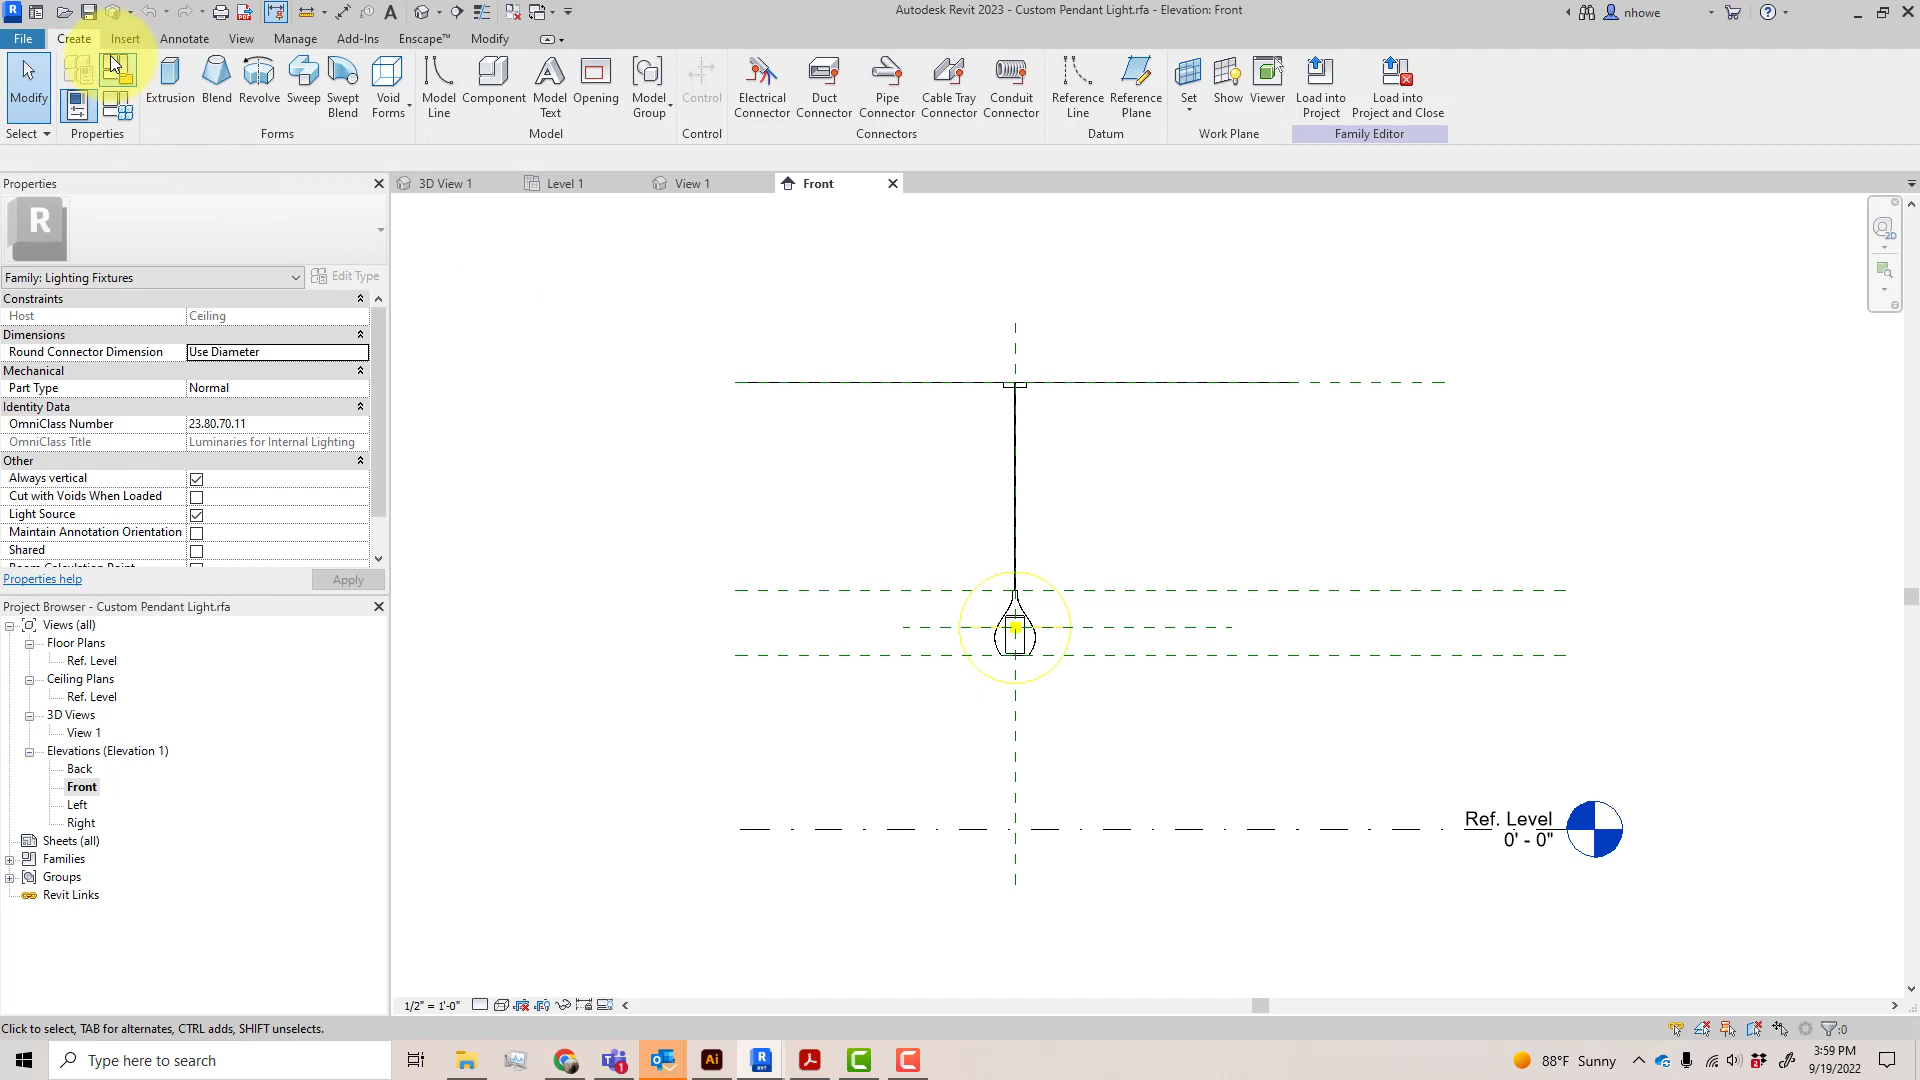 Autodesk Revit 2023 - Custom Pendant Light.rfa - Elevation: Front
nhowe
File Create Insert Annotate View Manage Add-Ins Enscape™ Modify
Modify
Extrusion Blend Revolve Sweep Swept Blend Void Forms
Model Line Component Model Text Opening Model Group
Control
Electrical Connector Duct Connector Pipe Connector Cable Tray Connector Conduit Connector
Reference Line Reference Plane
Set Show Viewer
Load into Project Load into Project and Close
Select Properties Forms Model Control Connectors Datum Work Plane Family Editor
Properties
3D View 1 Level 1 View 1 Front
R
Family: Lighting Fixtures Edit Type
Constraints
Host Ceiling
Dimensions
Round Connector Dimension Use Diameter
Mechanical
Part Type Normal
Identity Data
OmniClass Number 23.80.70.11
OmniClass Title Luminaries for Internal Lighting
Other
Always vertical
Cut with Voids When Loaded
Light Source
Maintain Annotation Orientation
Shared
Room Calculation Point
Properties help Apply
Project Browser - Custom Pendant Light.rfa
Views (all)
Floor Plans
Ref. Level
Ceiling Plans
Ref. Level
3D Views
View 1
Elevations (Elevation 1)
Back
Front
Left
Right
Sheets (all)
Families
Groups
Revit Links
Ref. Level
0' - 0"
2D
1/2" = 1'-0"
Click to select, TAB for alternates, CTRL adds, SHIFT unselects.
:0
Type here to search
88°F Sunny
3:59 PM
9/19/2022